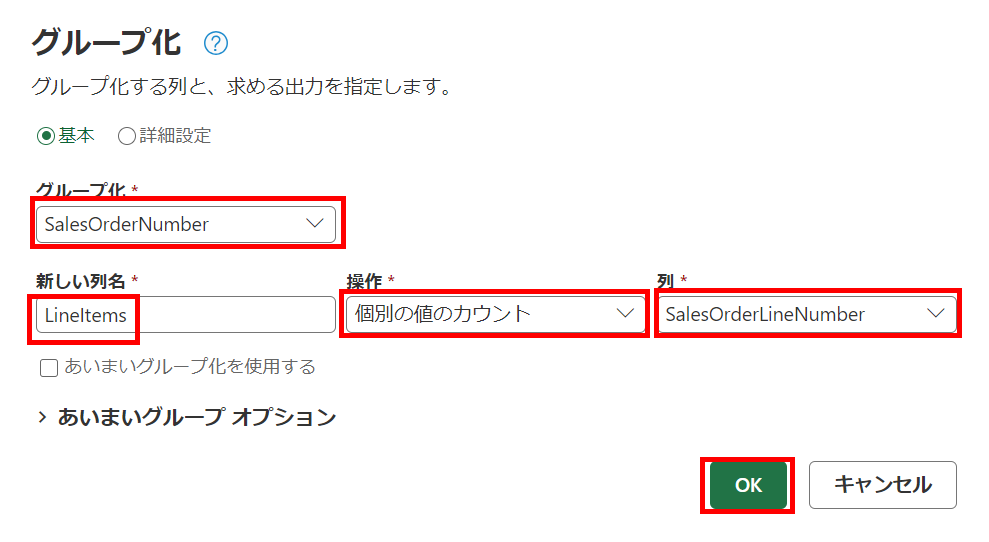 グループ化 ?
グループ化する列と、求める出力を指定します。
基本 詳細設定
グループ化 *
SalesOrderNumber
新しい列名 * 操作 * 列 *
LineItems 個別の値のカウント SalesOrderLineNumber
あいまいグループ化を使用する
あいまいグループ オプション
OK キャンセル